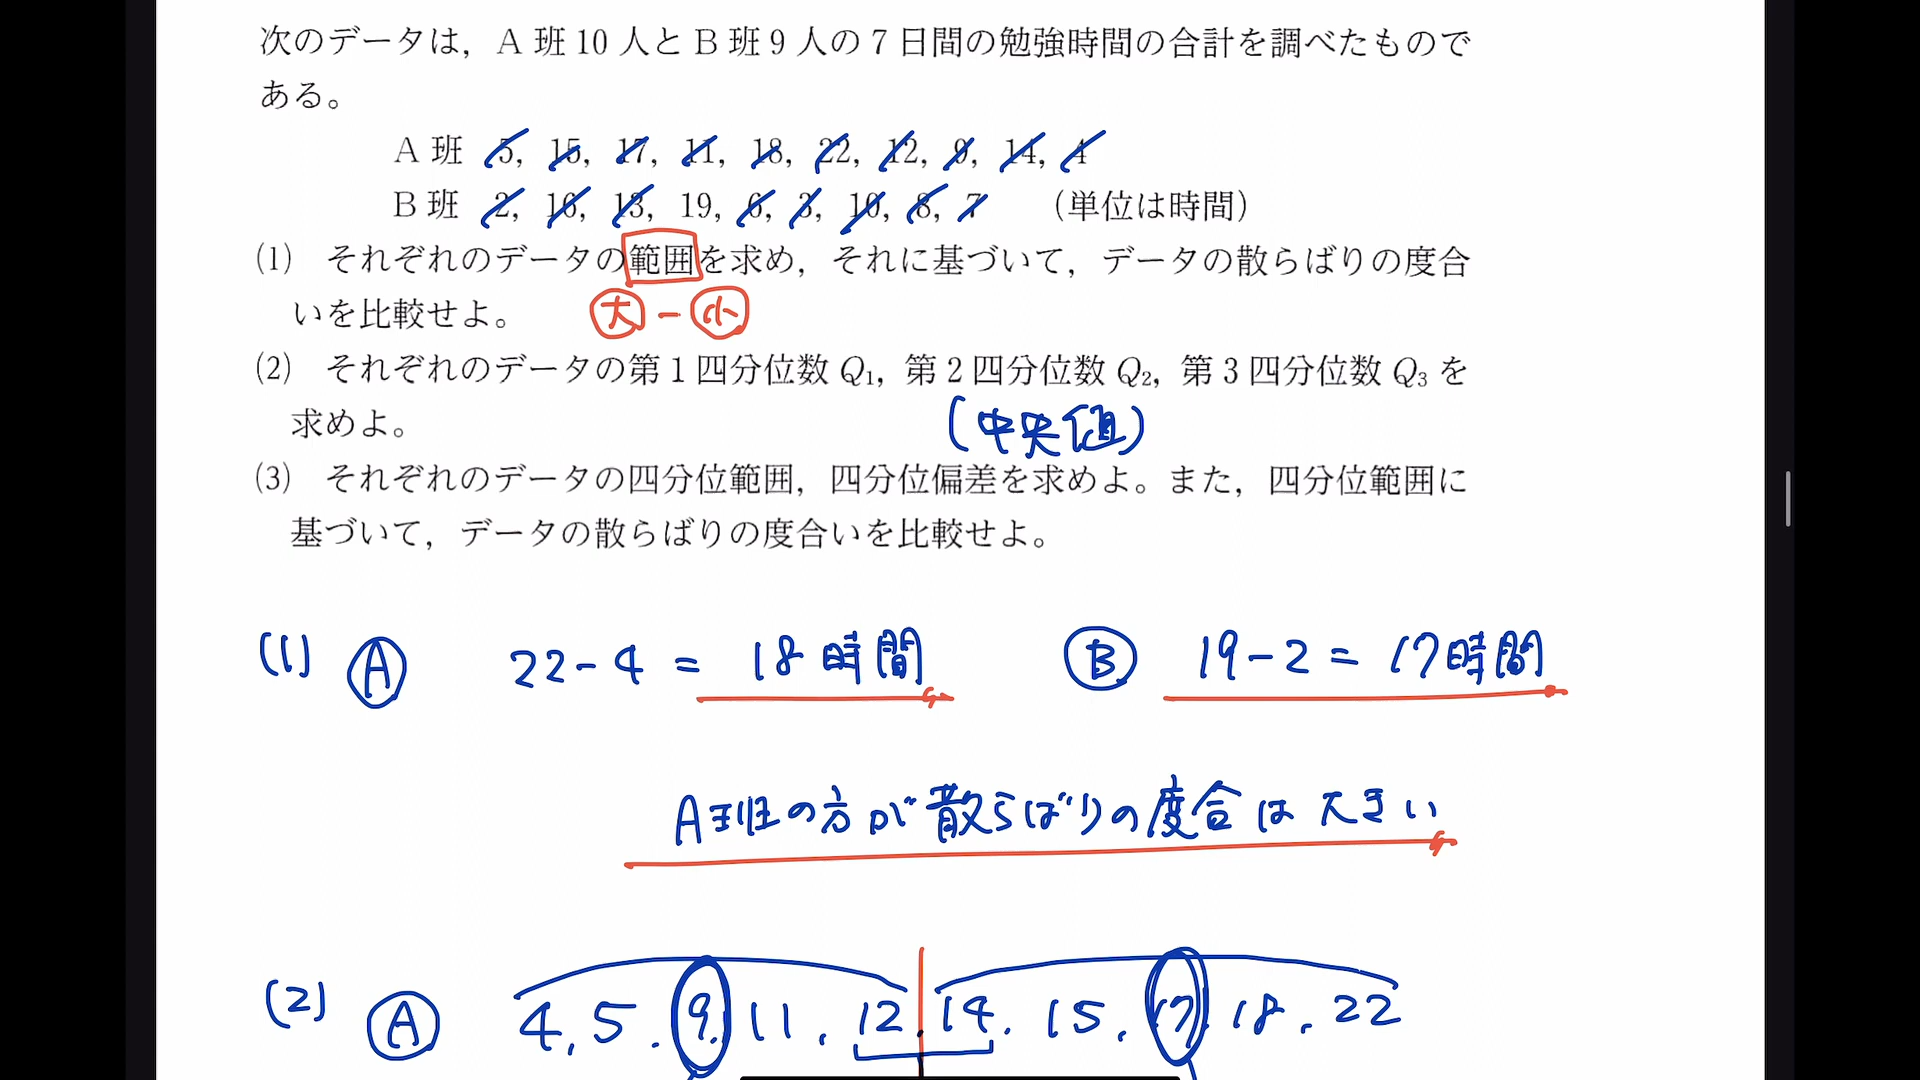 次のデータは，A 班 10 人と B 班 9 人の 7 日間の勉強時間の合計を調べたもので
ある。
A 班 5, 15, 17, 11, 18, 22, 12, 9, 14, 4
B 班 2, 16, 13, 19, 6, 3, 10, 8, 7 （単位は時間）
(1) それぞれのデータの範囲を求め，それに基づいて，データの散らばりの度合
いを比較せよ。 大 - 小
(2) それぞれのデータの第 1 四分位数 Q₁，第 2 四分位数 Q₂，第 3 四分位数 Q₃ を
求めよ。 (中央値)
(3) それぞれのデータの四分位範囲，四分位偏差を求めよ。また，四分位範囲に
基づいて，データの散らばりの度合いを比較せよ。
(1) Ⓐ 22-4 = 18時間 Ⓑ 19-2 = 17時間
A班の方が散らばりの度合は大きい
(2) Ⓐ 4, 5. 9, 11, 12, 14. 15, 17, 18. 22